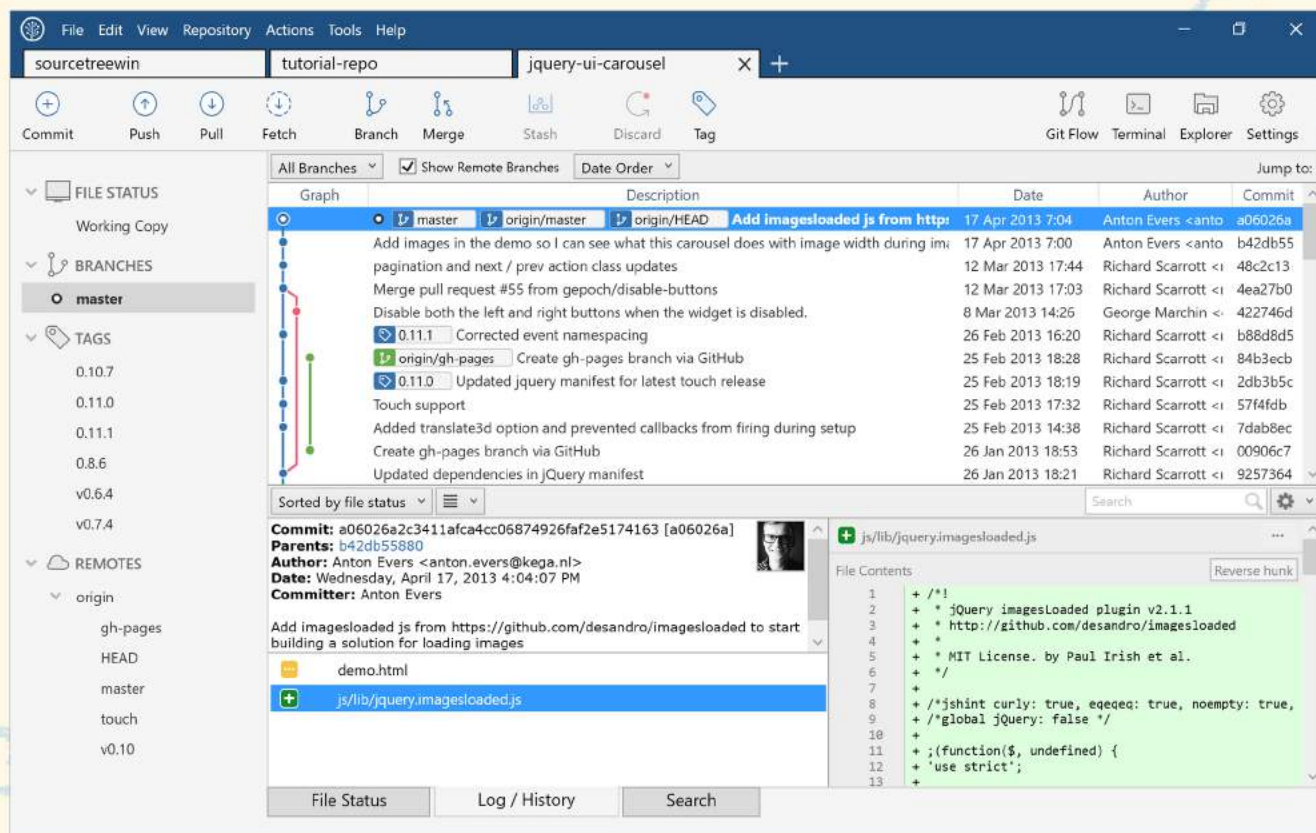 File Edit View Repository Actions Tools Help
sourcetreewin tutorial-repo jquery-ui-carousel
Commit Push Pull Fetch Branch Merge Stash Discard Tag Git Flow Terminal Explorer Settings
All Branches Show Remote Branches Date Order Jump to:
FILE STATUS
Working Copy
BRANCHES
master
TAGS
0.10.7
0.11.0
0.11.1
0.8.6
v0.6.4
v0.7.4
REMOTES
origin
gh-pages
HEAD
master
touch
v0.10
Graph Description Date Author Commit
master origin/master origin/HEAD Add imagesloaded js from https 17 Apr 2013 7:04 Anton Evers <anto a06026a
Add images in the demo so I can see what this carousel does with image width during ima 17 Apr 2013 7:00 Anton Evers <anto b42db55
pagination and next / prev action class updates 12 Mar 2013 17:44 Richard Scarrott <r 48c2c13
Merge pull request #55 from gepoch/disable-buttons 12 Mar 2013 17:03 Richard Scarrott <r 4ea27b0
Disable both the left and right buttons when the widget is disabled. 8 Mar 2013 14:26 George Marchin < 422746d
0.11.1 Corrected event namespacing 26 Feb 2013 16:20 Richard Scarrott <r b88d8d5
origin/gh-pages Create gh-pages branch via GitHub 25 Feb 2013 18:28 Richard Scarrott <r 84b3ecb
0.11.0 Updated jquery manifest for latest touch release 25 Feb 2013 18:19 Richard Scarrott <r 2db3b5c
Touch support 25 Feb 2013 17:32 Richard Scarrott <r 57f4fdb
Added translate3d option and prevented callbacks from firing during setup 25 Feb 2013 14:38 Richard Scarrott <r 7dab8ec
Create gh-pages branch via GitHub 26 Jan 2013 18:53 Richard Scarrott <r 00906c7
Updated dependencies in jQuery manifest 26 Jan 2013 18:21 Richard Scarrott <r 9257364
Sorted by file status Search
Commit: a06026a2c3411afca4cc06874926faf2e5174163 [a06026a]
Parents: b42db55880
Author: Anton Evers <anton.evers@kega.nl>
Date: Wednesday, April 17, 2013 4:04:07 PM
Committer: Anton Evers
Add imagesloaded js from https://github.com/desandro/imagesloaded to start
building a solution for loading images
demo.html
js/lib/jquery.imagesloaded.js
js/lib/jquery.imagesloaded.js
File Contents Reverse hunk
1 + /*!
2 + * jQuery imagesLoaded plugin v2.1.1
3 + * http://github.com/desandro/imagesloaded
4 + *
5 + * MIT License. by Paul Irish et al.
6 + */
7 +
8 + /*jshint curly: true, eqeqeq: true, noempty: true,
9 + /*global jQuery: false */
10 +
11 + ;(function($, undefined) {
12 + 'use strict';
13 +
File Status Log / History Search